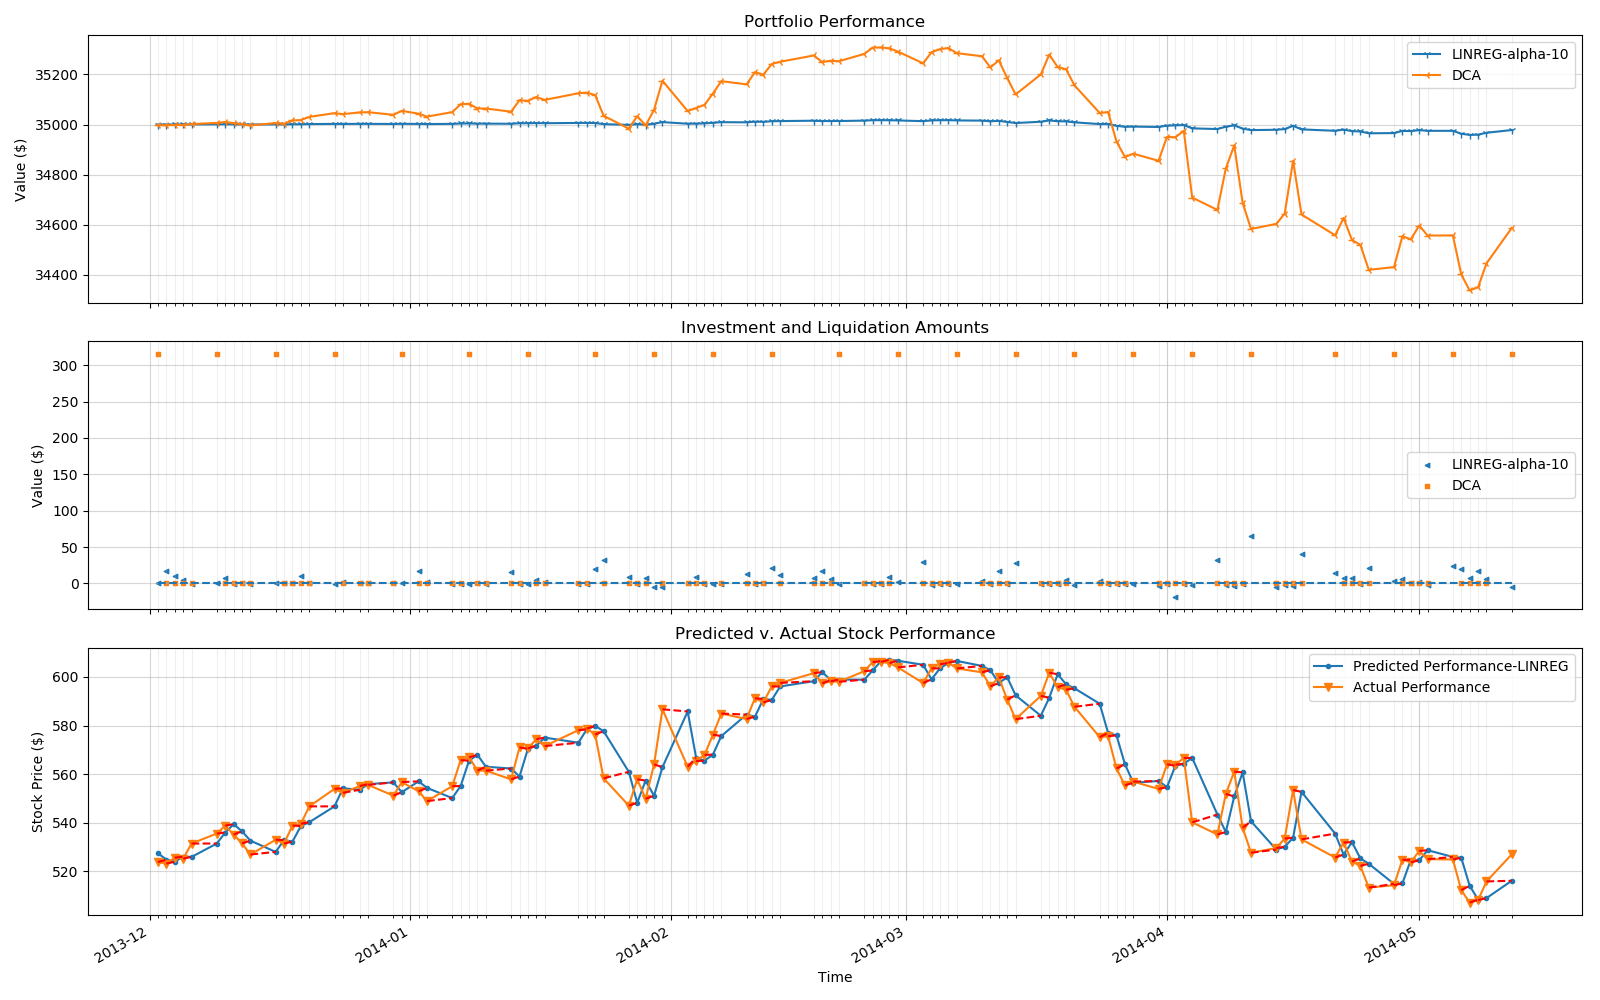 Portfolio Performance
35200
35000
34800
34600
34400
Value ($)
LINREG-alpha-10
DCA
Investment and Liquidation Amounts
300
250
200
150
100
50
0
Value ($)
LINREG-alpha-10
DCA
Predicted v. Actual Stock Performance
600
580
560
540
520
Stock Price ($)
Predicted Performance-LINREG
Actual Performance
2013-12
2014-01
2014-02
2014-03
2014-04
2014-05
Time